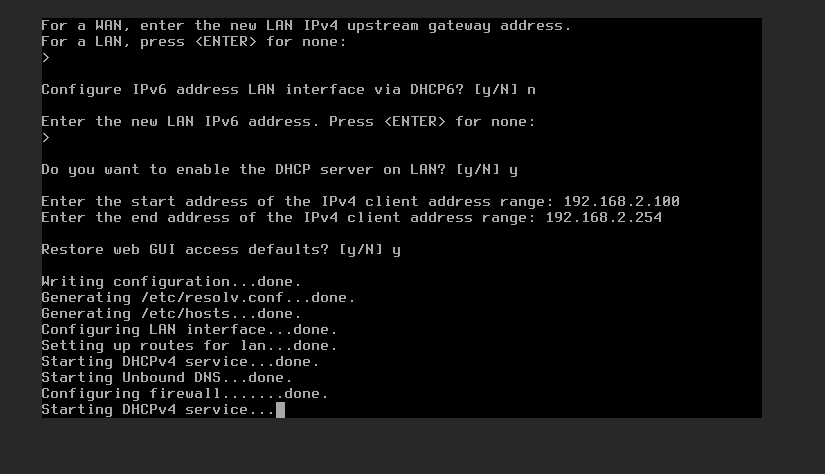 For a WAN, enter the new LAN IPv4 upstream gateway address.
For a LAN, press <ENTER> for none:
>
Configure IPv6 address LAN interface via DHCP6? [y/N] n
Enter the new LAN IPv6 address. Press <ENTER> for none:
>
Do you want to enable the DHCP server on LAN? [y/N] y
Enter the start address of the IPv4 client address range: 192.168.2.100
Enter the end address of the IPv4 client address range: 192.168.2.254
Restore web GUI access defaults? [y/N] y
Writing configuration...done.
Generating /etc/resolv.conf...done.
Generating /etc/hosts...done.
Configuring LAN interface...done.
Setting up routes for lan...done.
Starting DHCPv4 service...done.
Starting Unbound DNS...done.
Configuring firewall.......done.
Starting DHCPv4 service...